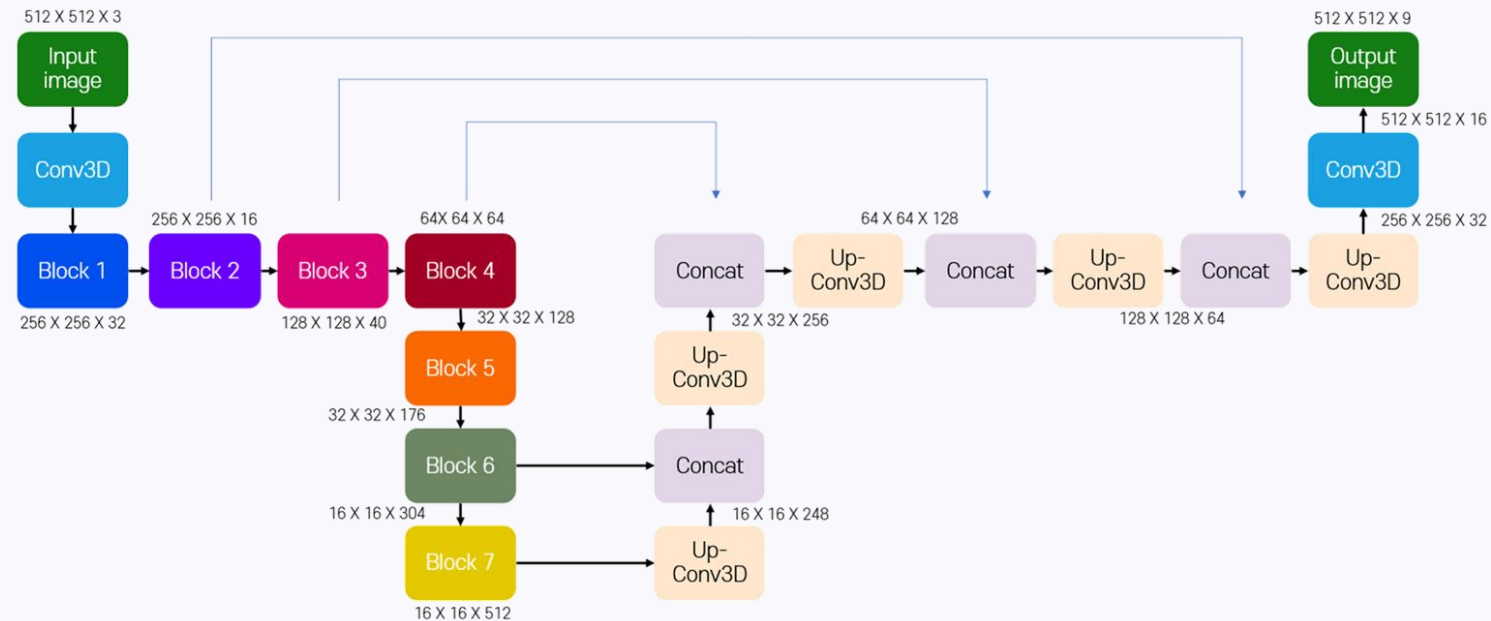 512 X 512 X 3
Input
image
Conv3D
Block 1
256 X 256 X 32
256 X 256 X 16
Block 2
Block 3
128 X 128 X 40
64X 64 X 64
Block 4
32 X 32 X 128
Block 5
32 X 32 X 176
Block 6
16 X 16 X 304
Block 7
16 X 16 X 512
Up-
Conv3D
16 X 16 X 248
Concat
Up-
Conv3D
32 X 32 X 256
Concat
Up-
Conv3D
64 X 64 X 128
Concat
Up-
Conv3D
128 X 128 X 64
Concat
Up-
Conv3D
256 X 256 X 32
Conv3D
512 X 512 X 16
Output
image
512 X 512 X 9